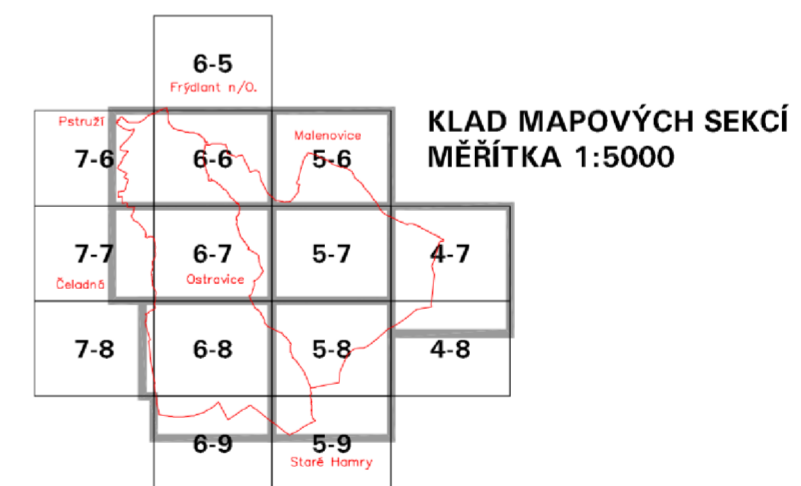 6-5
Frýdlant n/O.
KLAD MAPOVÝCH SEKCÍ
MĚŘÍTKA 1:5000
Pstruží
Malenovice
7-6
6-6
5-6
7-7
6-7
5-7
4-7
Čeladná
Ostravice
7-8
6-8
5-8
4-8
6-9
5-9
Staré Hamry